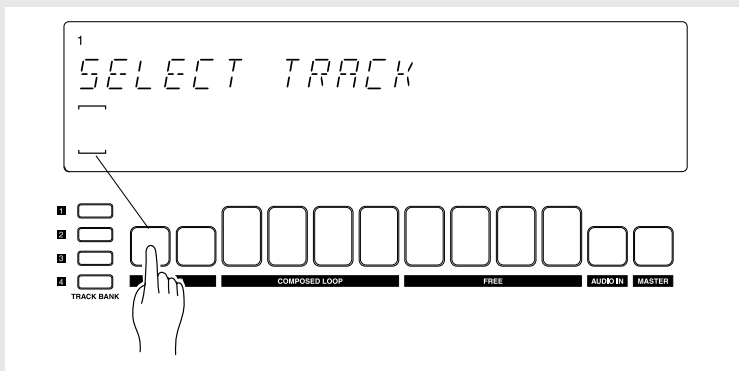 1
SELECT TRACK
1
2
3
4
TRACK BANK
COMPOSED LOOP
FREE
AUDIO IN
MASTER